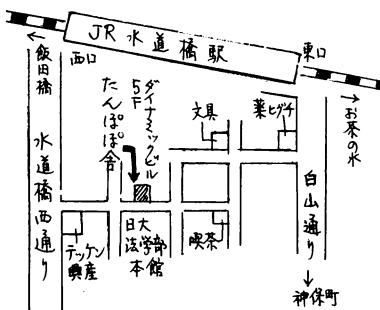 JR水道橋駅
飯田橋
西口
東口
お茶の水
水道橋西通り
たんぽぽ舎
5F
ダイナミックビル
文具
薬ヒグチ
白山通り
日大
法学部
本館
喫茶
テッケン
興産
神保町